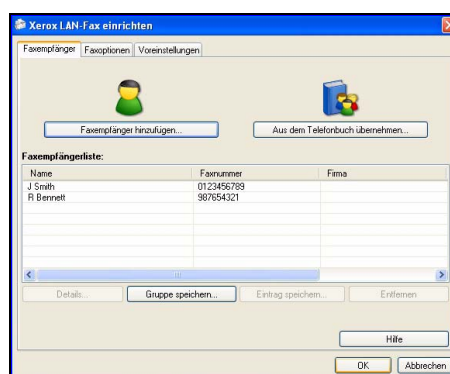 Xerox LAN-Fax einrichten
Faxempfänger Faxoptionen Voreinstellungen
Faxempfänger hinzufügen... Aus dem Telefonbuch übernehmen...
Faxempfängerliste:
Name Faxnummer Firma
J Smith 0123456789
R Bennett 987654321
Details... Gruppe speichern... Eintrag speichern... Entfernen
Hilfe
OK Abbrechen